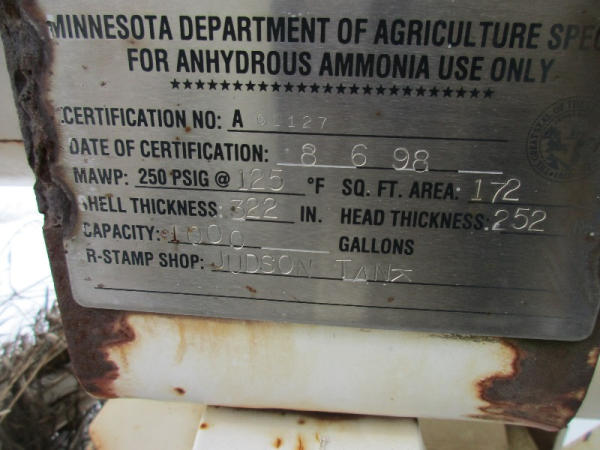 MINNESOTA DEPARTMENT OF AGRICULTURE SPEC
FOR ANHYDROUS AMMONIA USE ONLY
*************************
CERTIFICATION NO: A 01127
DATE OF CERTIFICATION: 8 6 98
MAWP: 250 PSIG @ 125 °F SQ. FT. AREA: 172
SHELL THICKNESS: 322 IN. HEAD THICKNESS: 252
CAPACITY: 1000 GALLONS
R-STAMP SHOP: JUDSON TANK